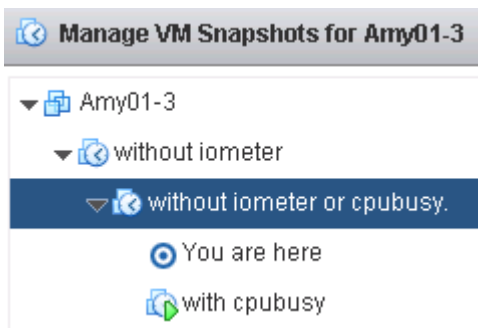 Manage VM Snapshots for Amy01-3
Amy01-3
without iometer
without iometer or cpubusy.
You are here
with cpubusy